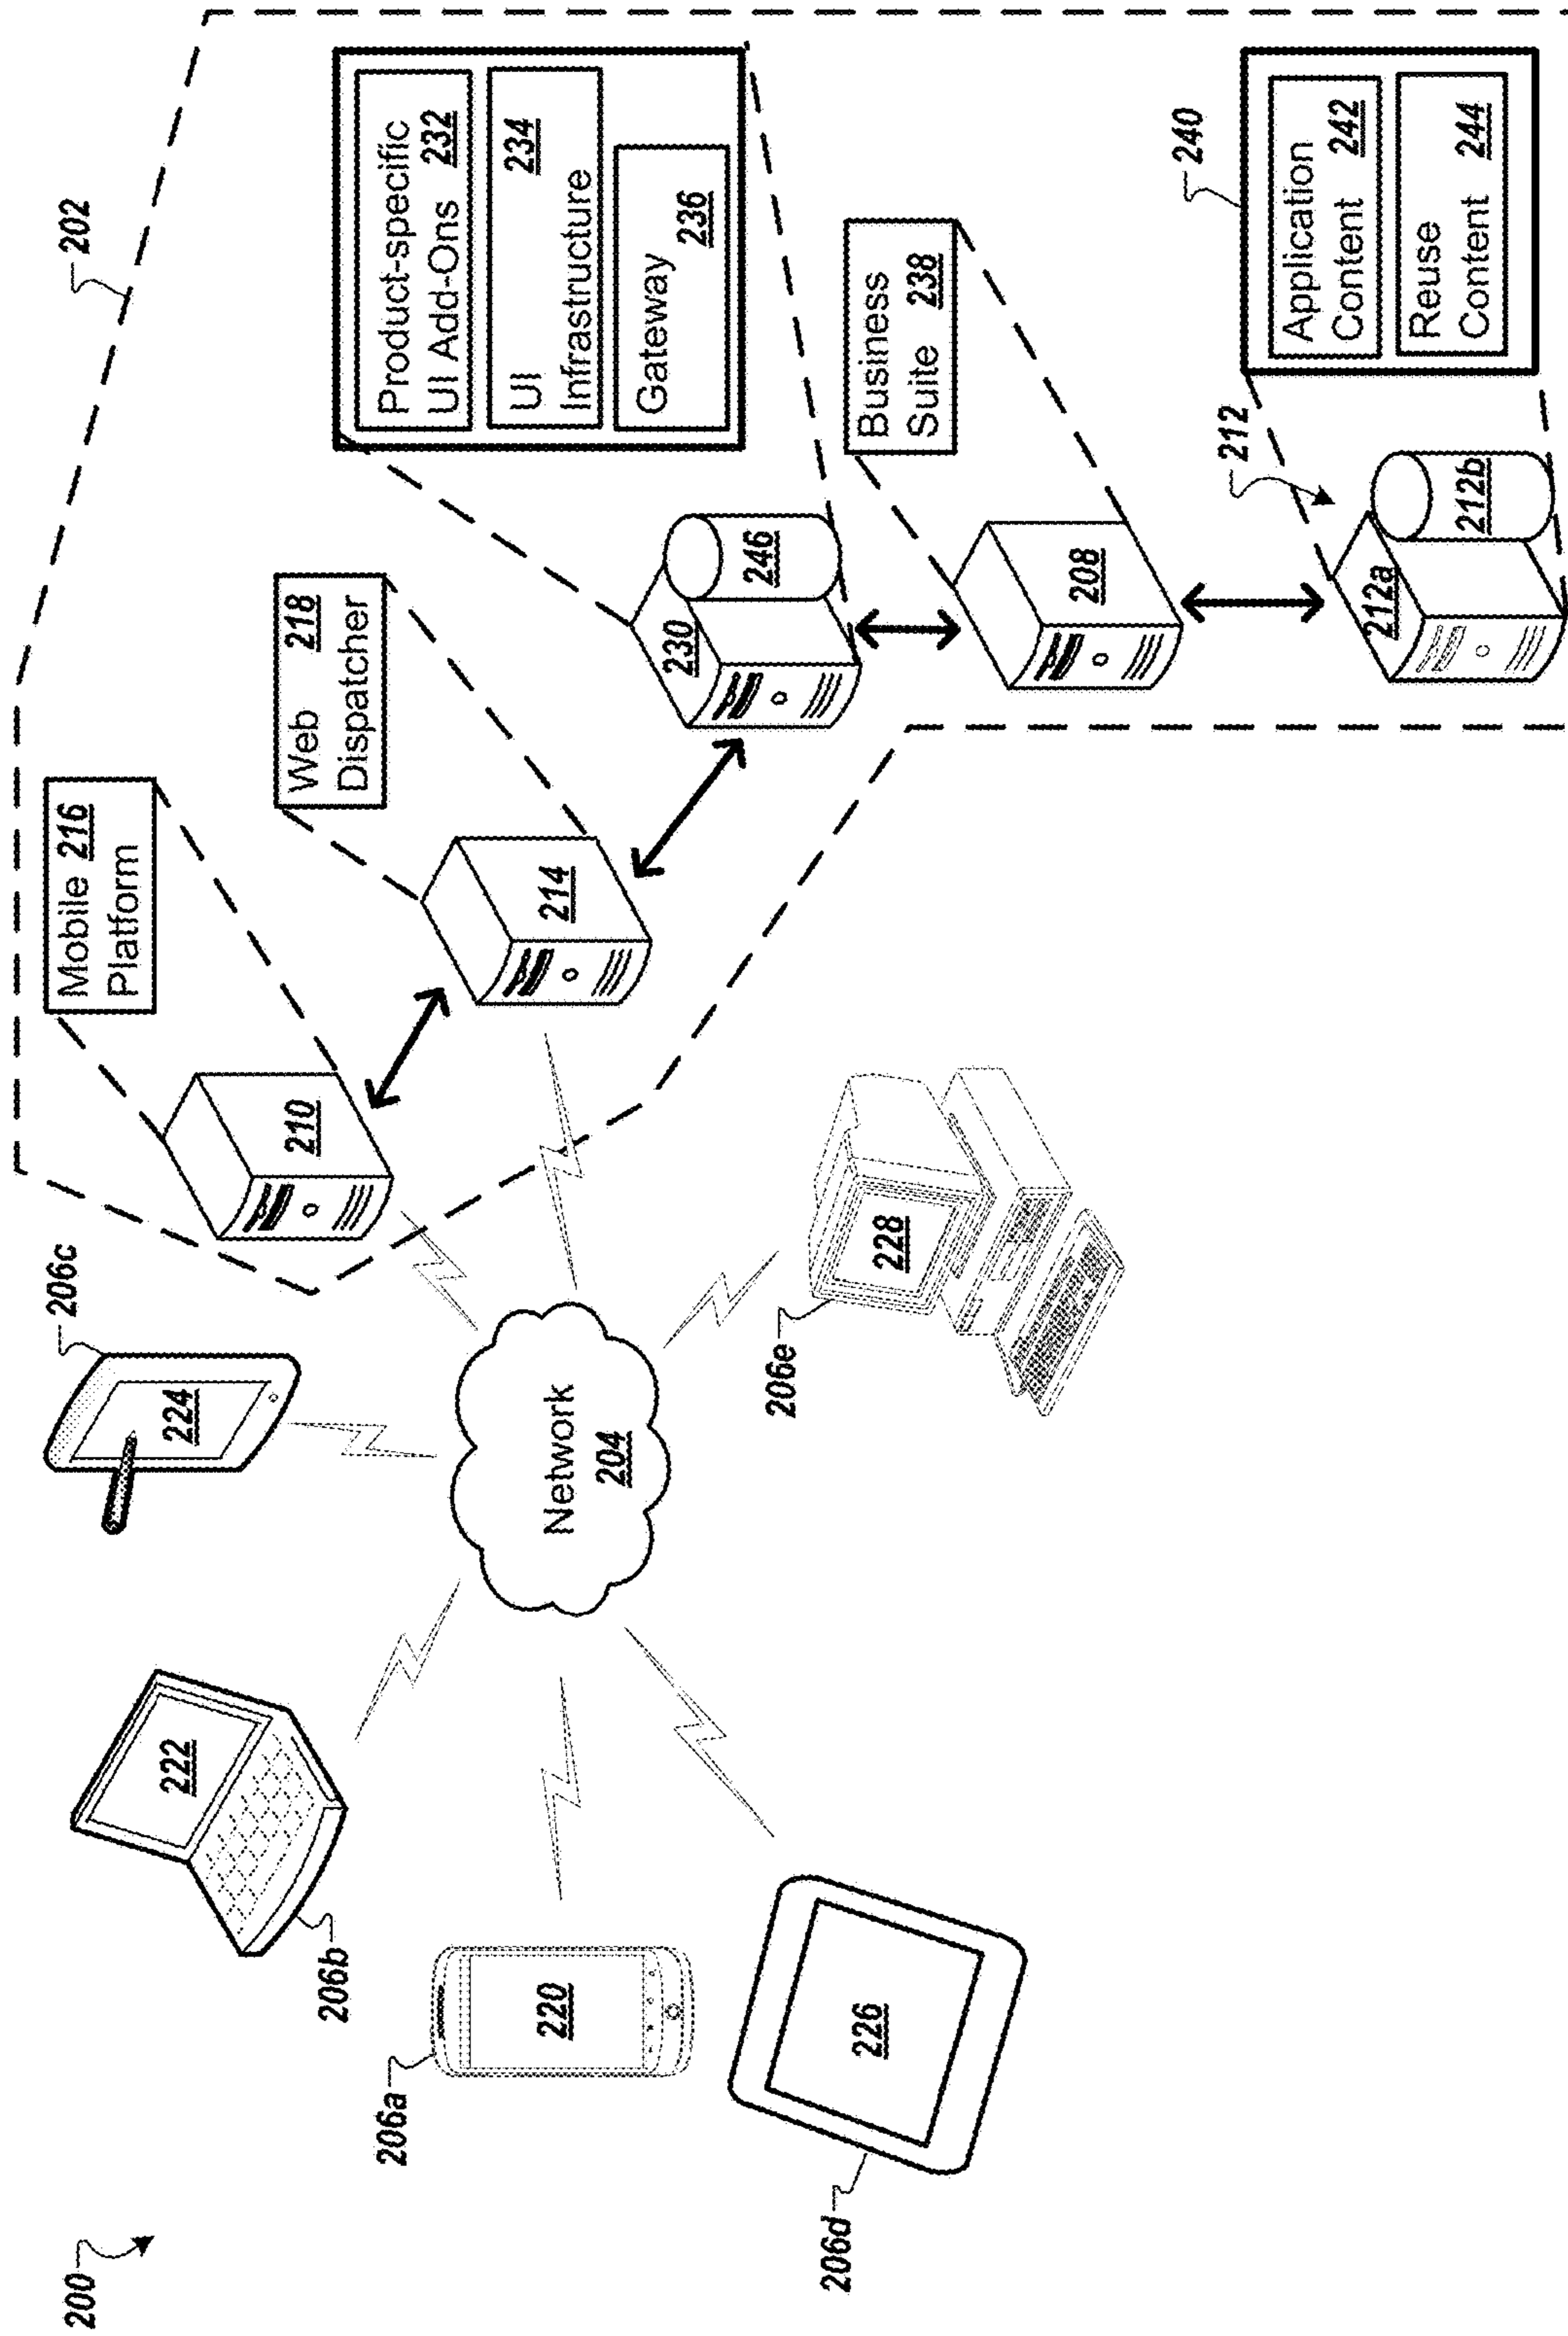 200
202
Mobile 216
Platform
Web 218
Dispatcher
Product-specific
UI Add-Ons 232
UI 234
Infrastructure
Gateway
236
Business
Suite 238
240
Application
Content 242
Reuse
Content 244
212
212a
212b
208
230
246
214
210
206c
224
Network
204
206b
222
206a
220
206d
226
206e
228